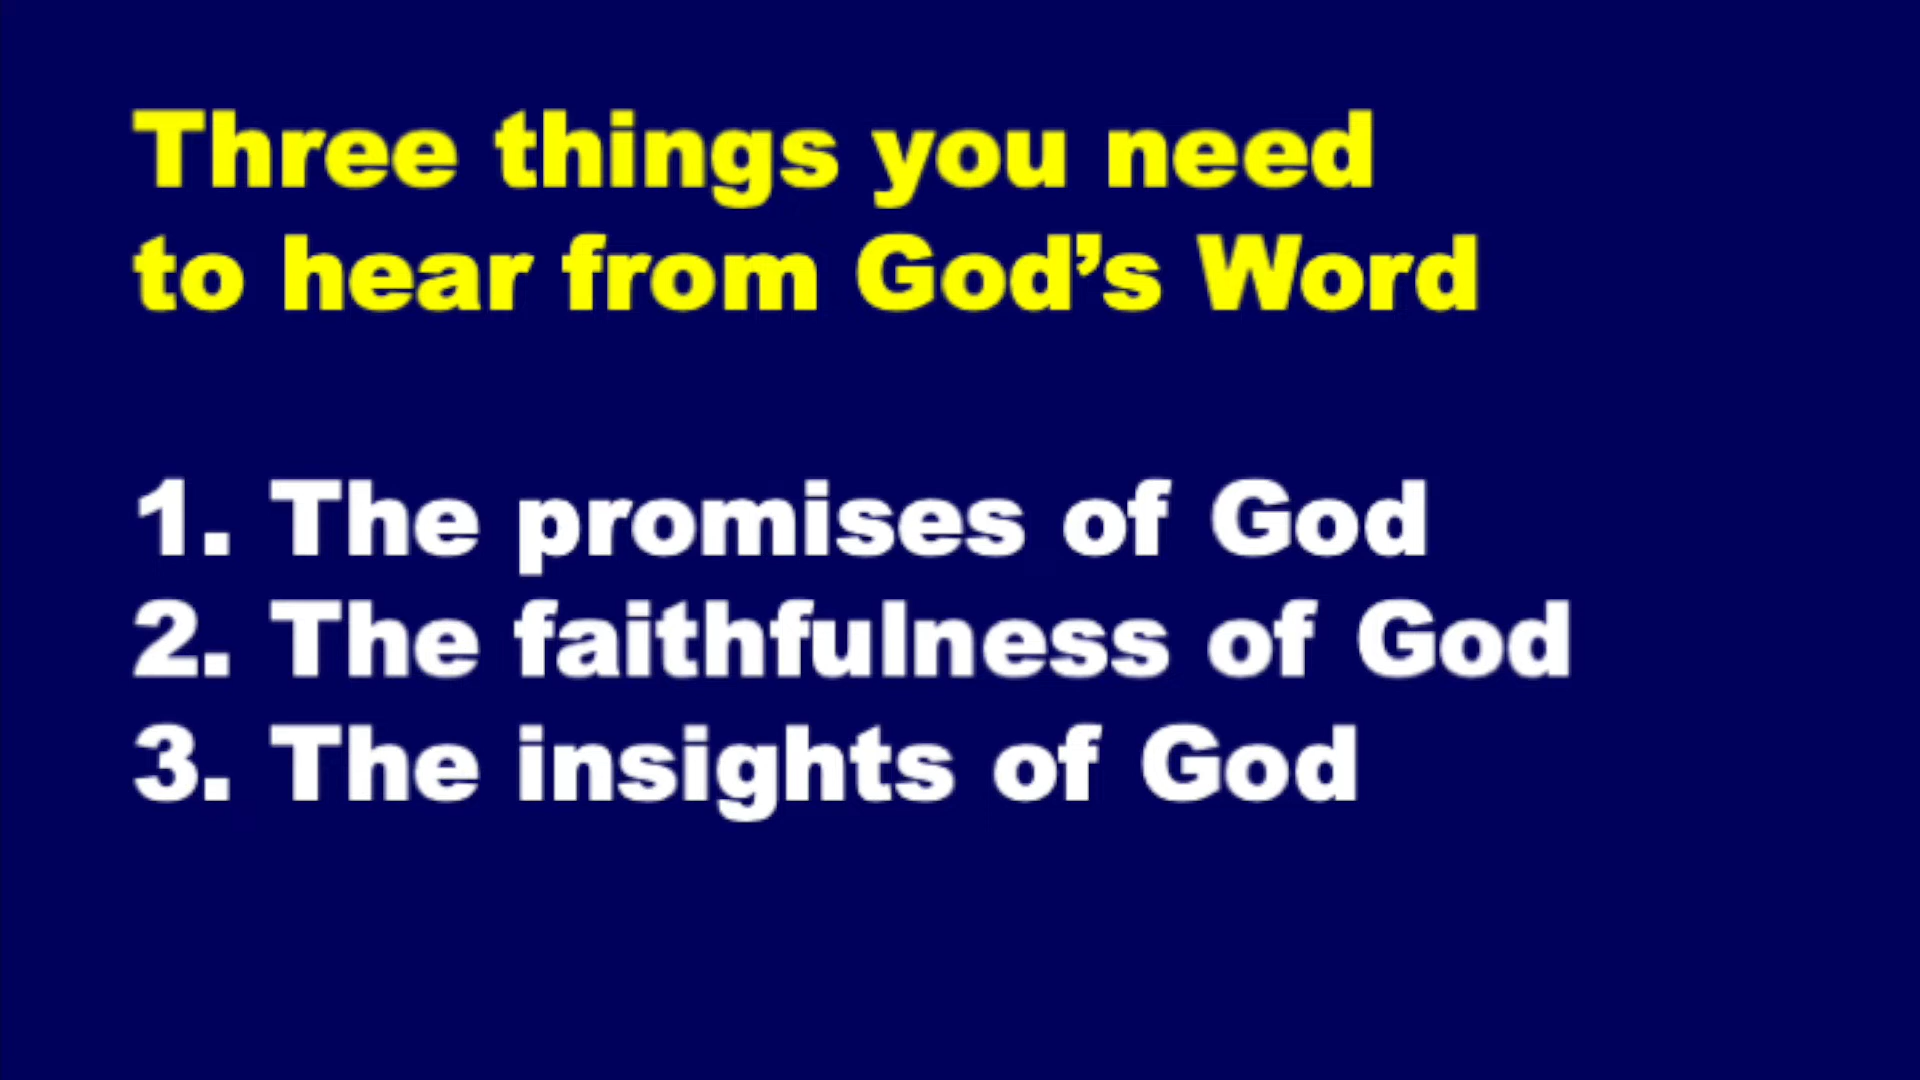 Three things you need
to hear from God’s Word
1. The promises of God
2. The faithfulness of God
3. The insights of God